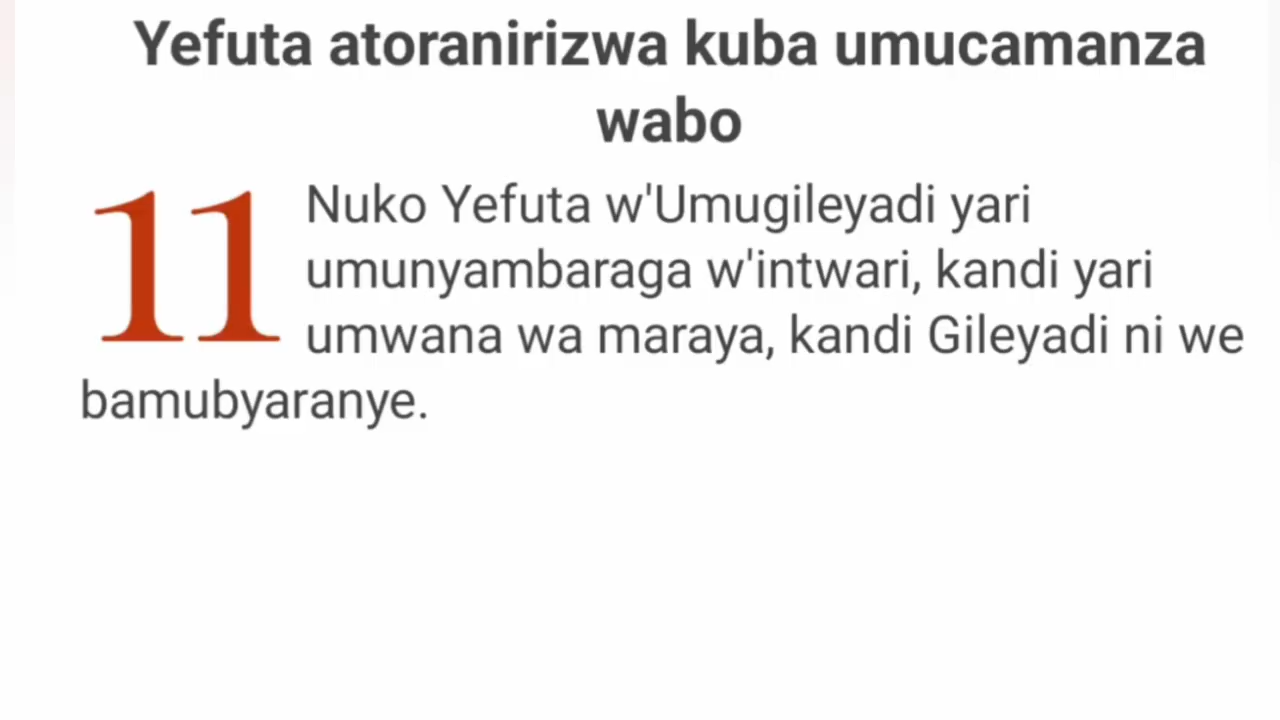 Yefuta atoranirizwa kuba umucamanza
wabo
11 Nuko Yefuta w'Umugileyadi yari
umunyambaraga w'intwari, kandi yari
umwana wa maraya, kandi Gileyadi ni we
bamubyaranye.